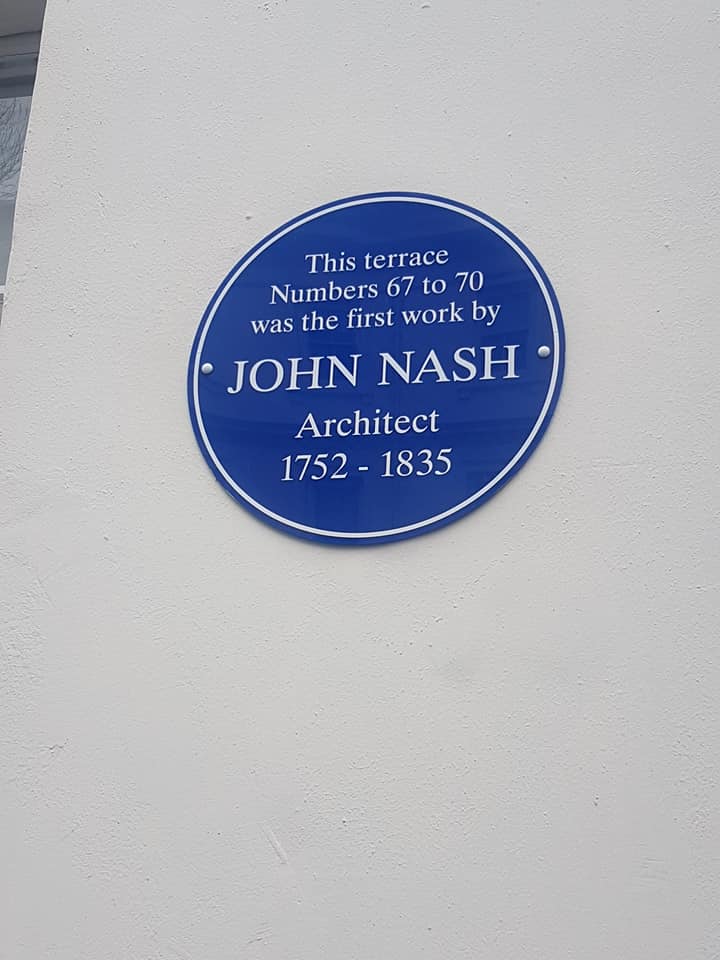 This terrace
Numbers 67 to 70
was the first work by
JOHN NASH
Architect
1752 - 1835